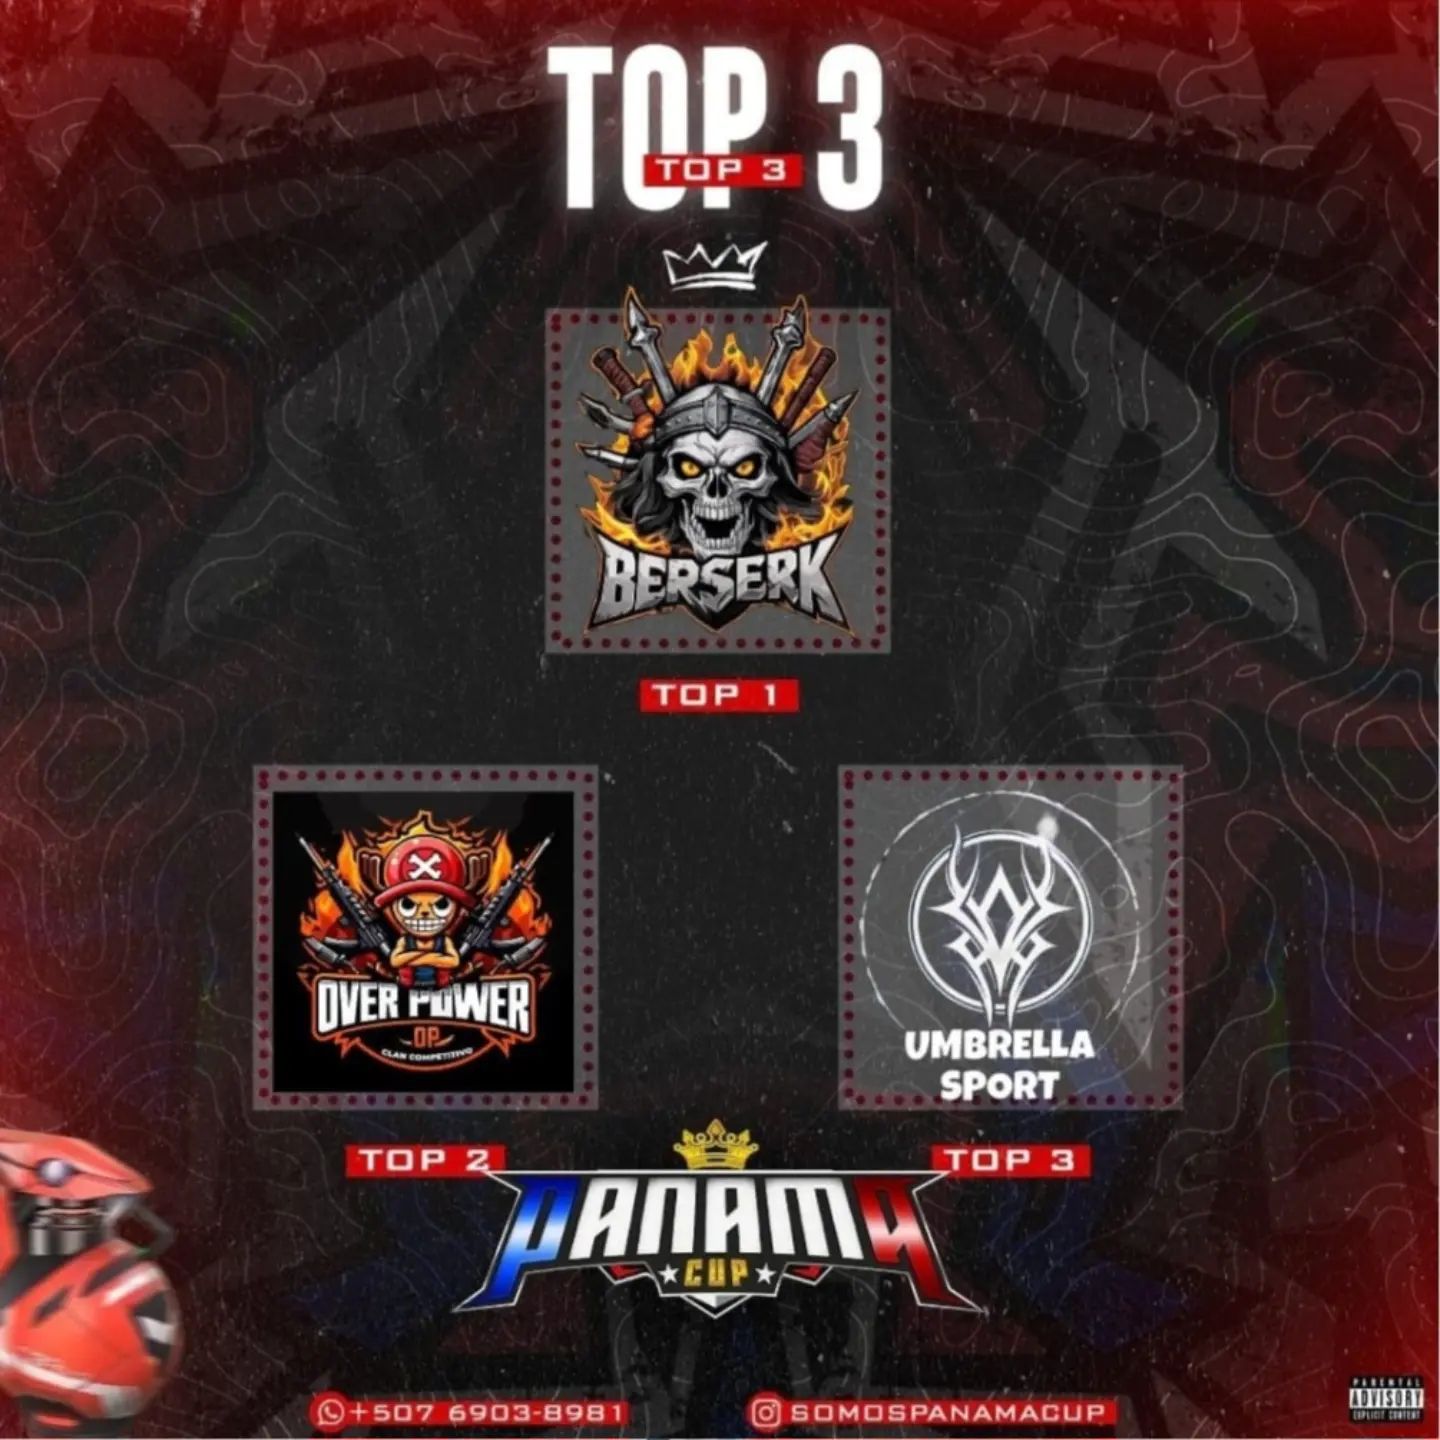 TOP 3
TOP 3
BERSERK
TOP 1
OVER POWER
OP
CLAN COMPETITIVO
UMBRELLA
SPORT
TOP 2
TOP 3
PANAMA
CUP
+507 6903-8981
SOMOSPANAMACUP
PARENTAL
ADVISORY
EXPLICIT CONTENT